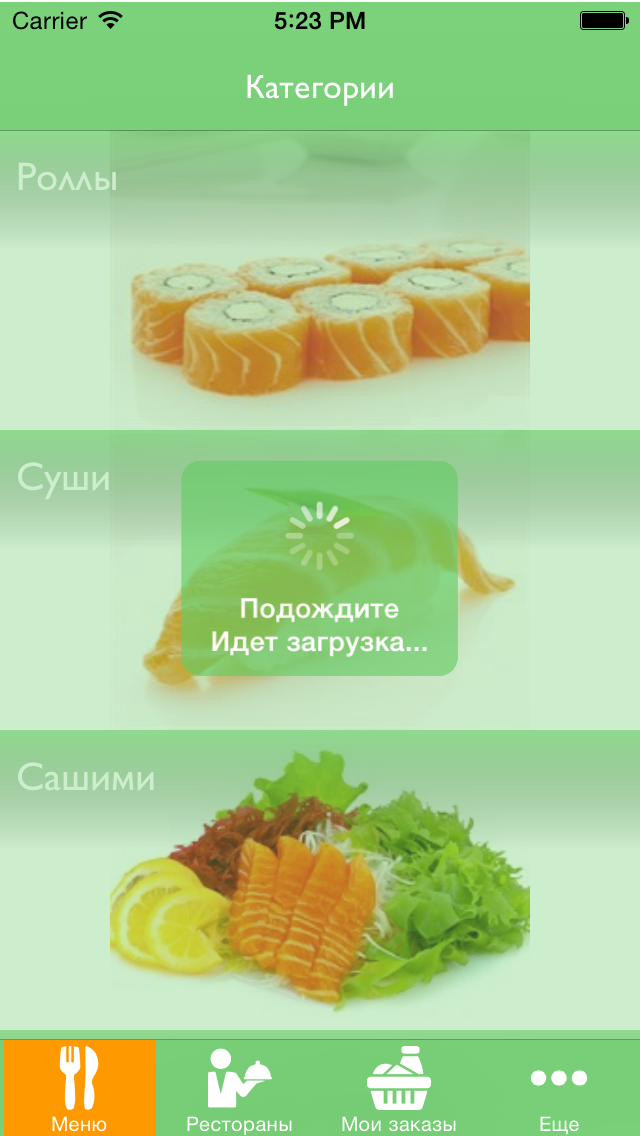 Carrier 5:23 PM
Категории
Роллы
Суши
Подождите
Идет загрузка...
Сашими
Меню Рестораны Мои заказы Еще